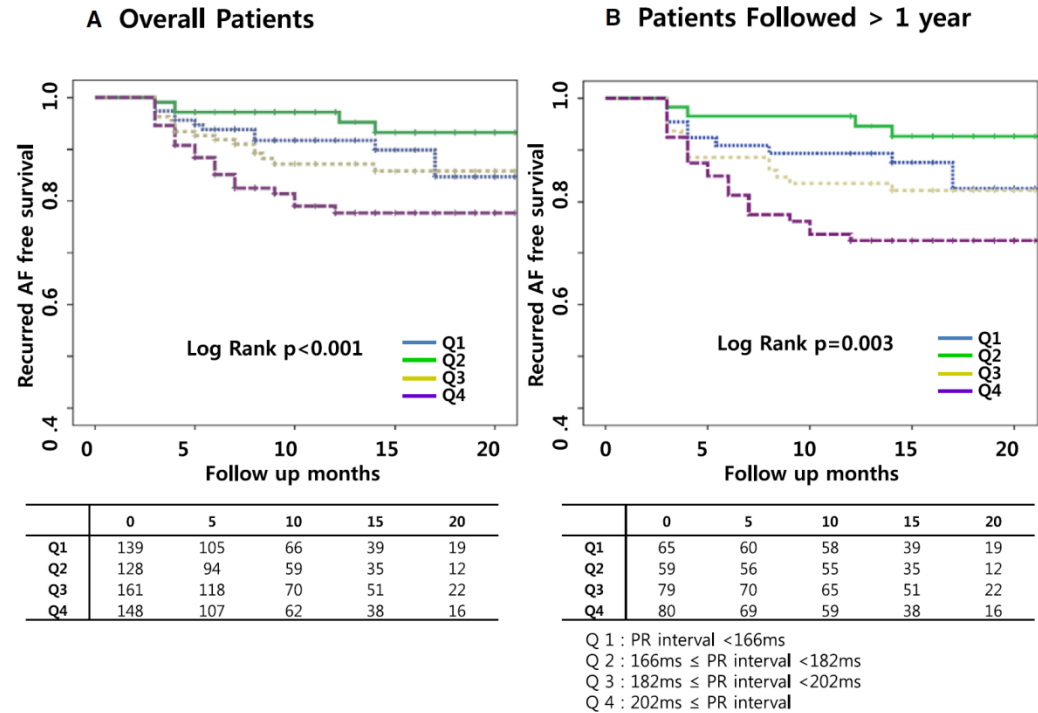 A Overall Patients
Recurred AF free survival
1.0
0.8
0.6
0 .4
Log Rank p<0.001
Q1
Q2
Q3
Q4
0 5 10 15 20
Follow up months
0 5 10 15 20
Q1 139 105 66 39 19
Q2 128 94 59 35 12
Q3 161 118 70 51 22
Q4 148 107 62 38 16
B Patients Followed > 1 year
Recurred AF free survival
1.0
0.8
0.6
0 .4
Log Rank p=0.003
Q1
Q2
Q3
Q4
0 5 10 15 20
Follow up months
0 5 10 15 20
Q1 65 60 58 39 19
Q2 59 56 55 35 12
Q3 79 70 65 51 22
Q4 80 69 59 38 16
Q 1 : PR interval <166ms
Q 2 : 166ms ≤ PR interval <182ms
Q 3 : 182ms ≤ PR interval <202ms
Q 4 : 202ms ≤ PR interval